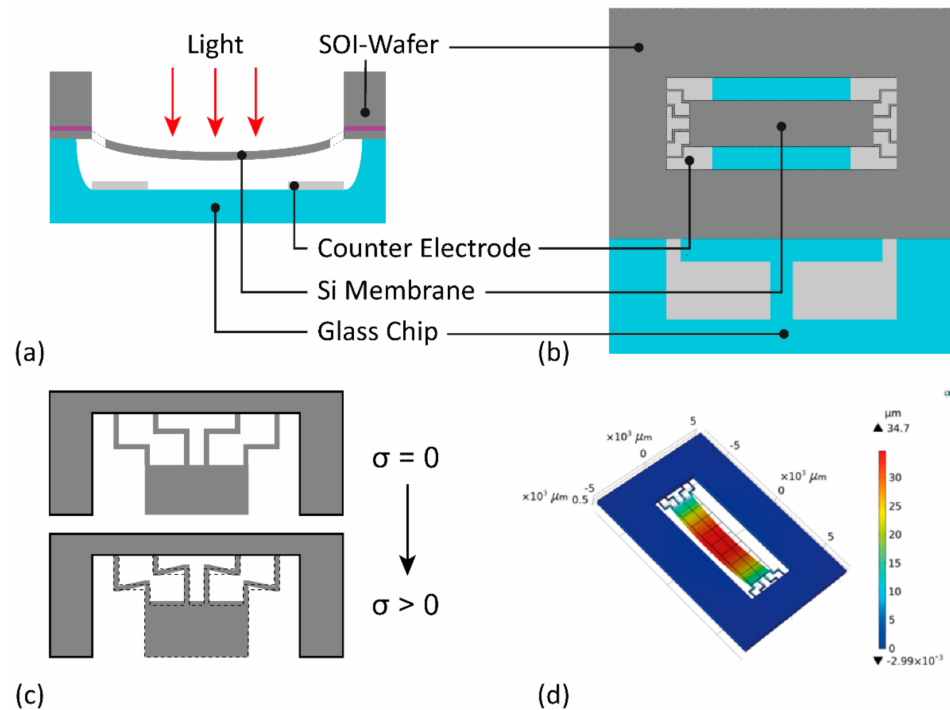 Light
SOI-Wafer
Counter Electrode
Si Membrane
Glass Chip
(a)
(b)
σ = 0
σ > 0
(c)
×10³ μm
5
0
-5
-5
0
5
×10³ μm
×10³ μm
0.5
μm
▲ 34.7
30
25
20
15
10
5
0
▼ -2.99×10⁻³
(d)